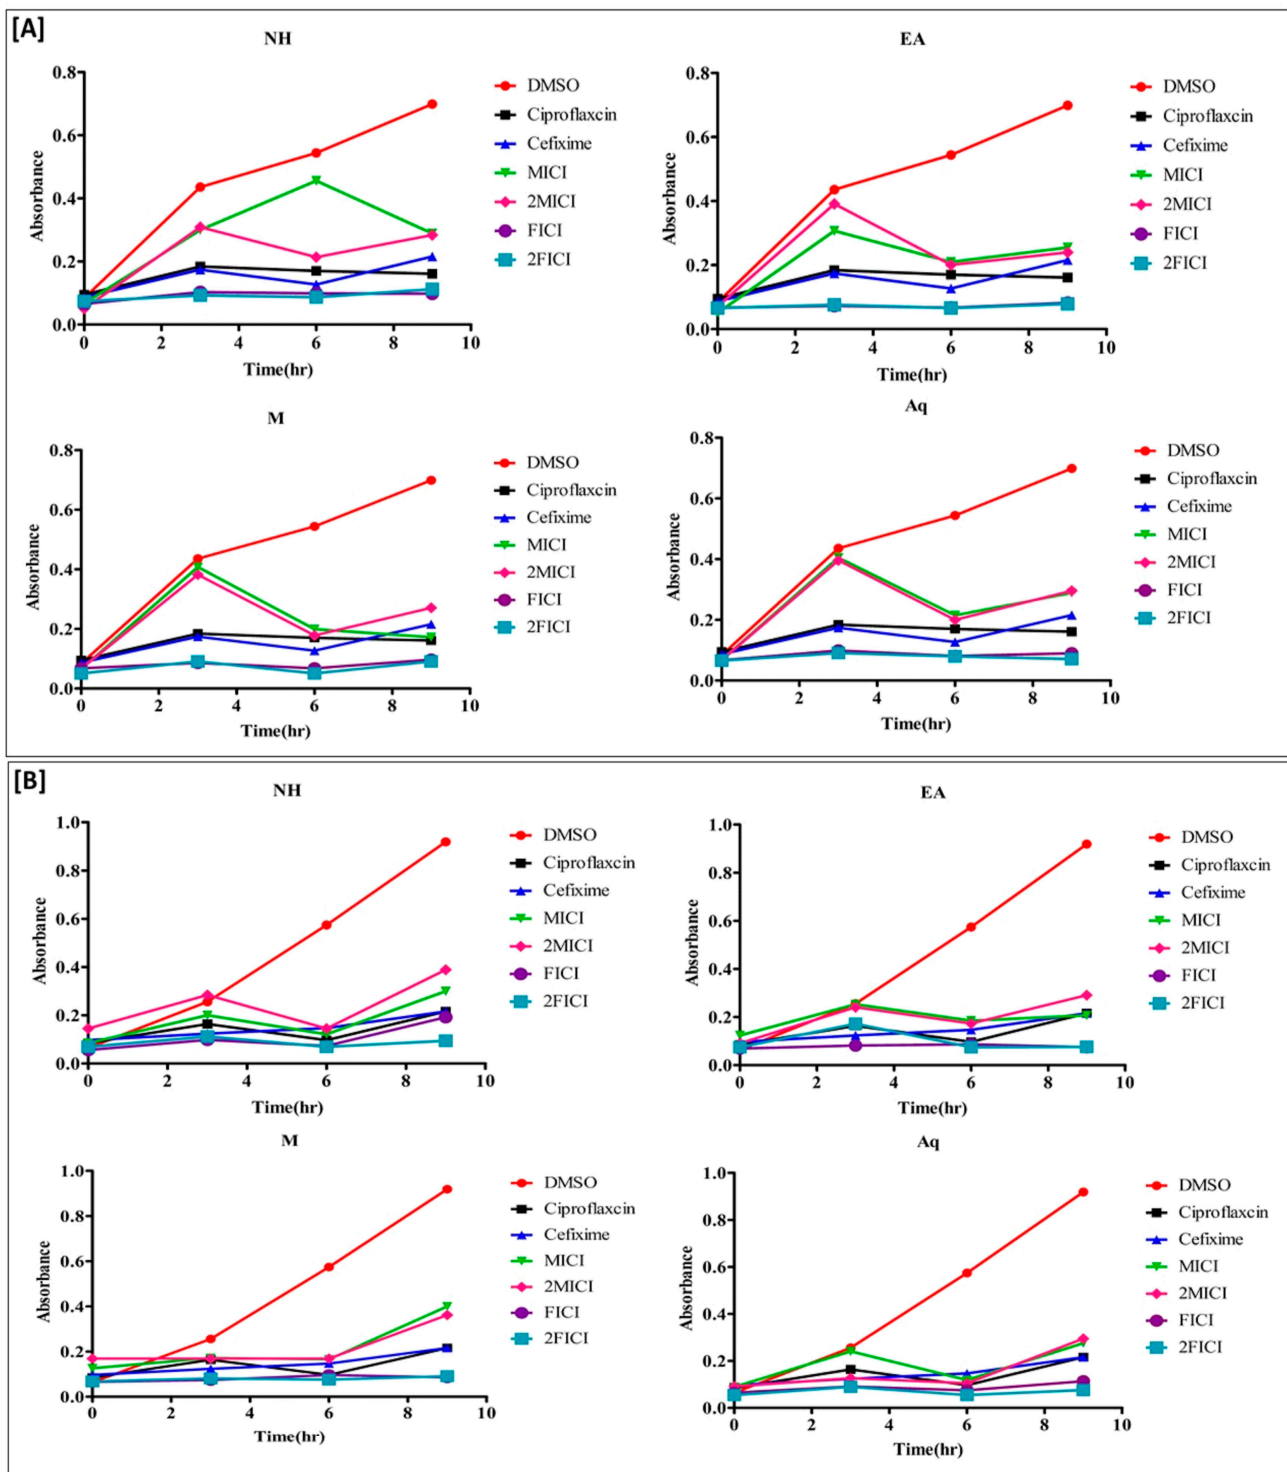 [A]
NH
0.8
0.6
0.4
0.2
0.0
0 2 4 6 8 10
Absorbance
Time(hr)
DMSO
Ciproflaxcin
Cefixime
MICI
2MICI
FICI
2FICI
EA
0.8
0.6
0.4
0.2
0.0
0 2 4 6 8 10
Absorbance
Time(hr)
DMSO
Ciproflaxcin
Cefixime
MICI
2MICI
FICI
2FICI
M
0.8
0.6
0.4
0.2
0.0
0 2 4 6 8 10
Absorbance
Time(hr)
DMSO
Ciproflaxcin
Cefixime
MICI
2MICI
FICI
2FICI
Aq
0.8
0.6
0.4
0.2
0.0
0 2 4 6 8 10
Absorbance
Time(hr)
DMSO
Ciproflaxcin
Cefixime
MICI
2MICI
FICI
2FICI
[B]
NH
1.0
0.8
0.6
0.4
0.2
0.0
0 2 4 6 8 10
Absorbance
Time(hr)
DMSO
Ciproflaxcin
Cefixime
MICI
2MICI
FICI
2FICI
EA
1.0
0.8
0.6
0.4
0.2
0.0
0 2 4 6 8 10
Absorbance
Time(hr)
DMSO
Ciproflaxcin
Cefixime
MICI
2MICI
FICI
2FICI
M
1.0
0.8
0.6
0.4
0.2
0.0
0 2 4 6 8 10
Absorbance
Time(hr)
DMSO
Ciproflaxcin
Cefixime
MICI
2MICI
FICI
2FICI
Aq
1.0
0.8
0.6
0.4
0.2
0.0
0 2 4 6 8 10
Absorbance
Time(hr)
DMSO
Ciproflaxcin
Cefixime
MICI
2MICI
FICI
2FICI